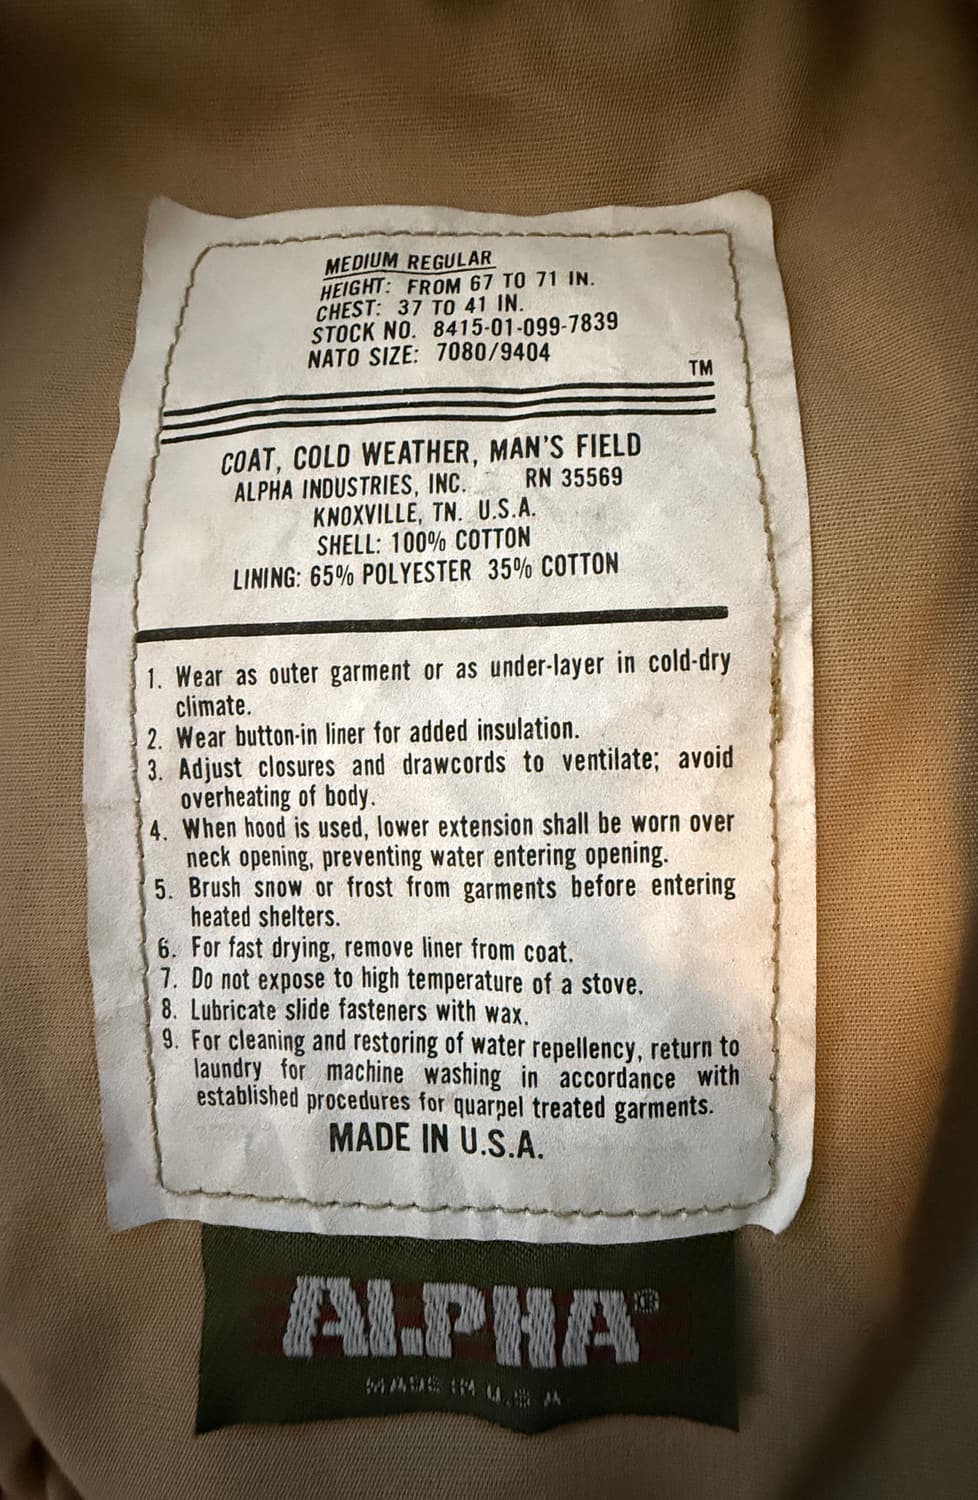 MEDIUM REGULAR
HEIGHT: FROM 67 TO 71 IN.
CHEST: 37 TO 41 IN.
STOCK NO. 8415-01-099-7839
NATO SIZE: 7080/9404
TM
COAT, COLD WEATHER, MAN'S FIELD
ALPHA INDUSTRIES, INC. RN 35569
KNOXVILLE, TN. U.S.A.
SHELL: 100% COTTON
LINING: 65% POLYESTER 35% COTTON
1. Wear as outer garment or as under-layer in cold-dry
climate.
2. Wear button-in liner for added insulation.
3. Adjust closures and drawcords to ventilate; avoid
overheating of body.
4. When hood is used, lower extension shall be worn over
neck opening, preventing water entering opening.
5. Brush snow or frost from garments before entering
heated shelters.
6. For fast drying, remove liner from coat.
7. Do not expose to high temperature of a stove.
8. Lubricate slide fasteners with wax.
9. For cleaning and restoring of water repellency, return to
laundry for machine washing in accordance with
established procedures for quarpel treated garments.
MADE IN U.S.A.
ALPHA®
MADE IN U.S.A